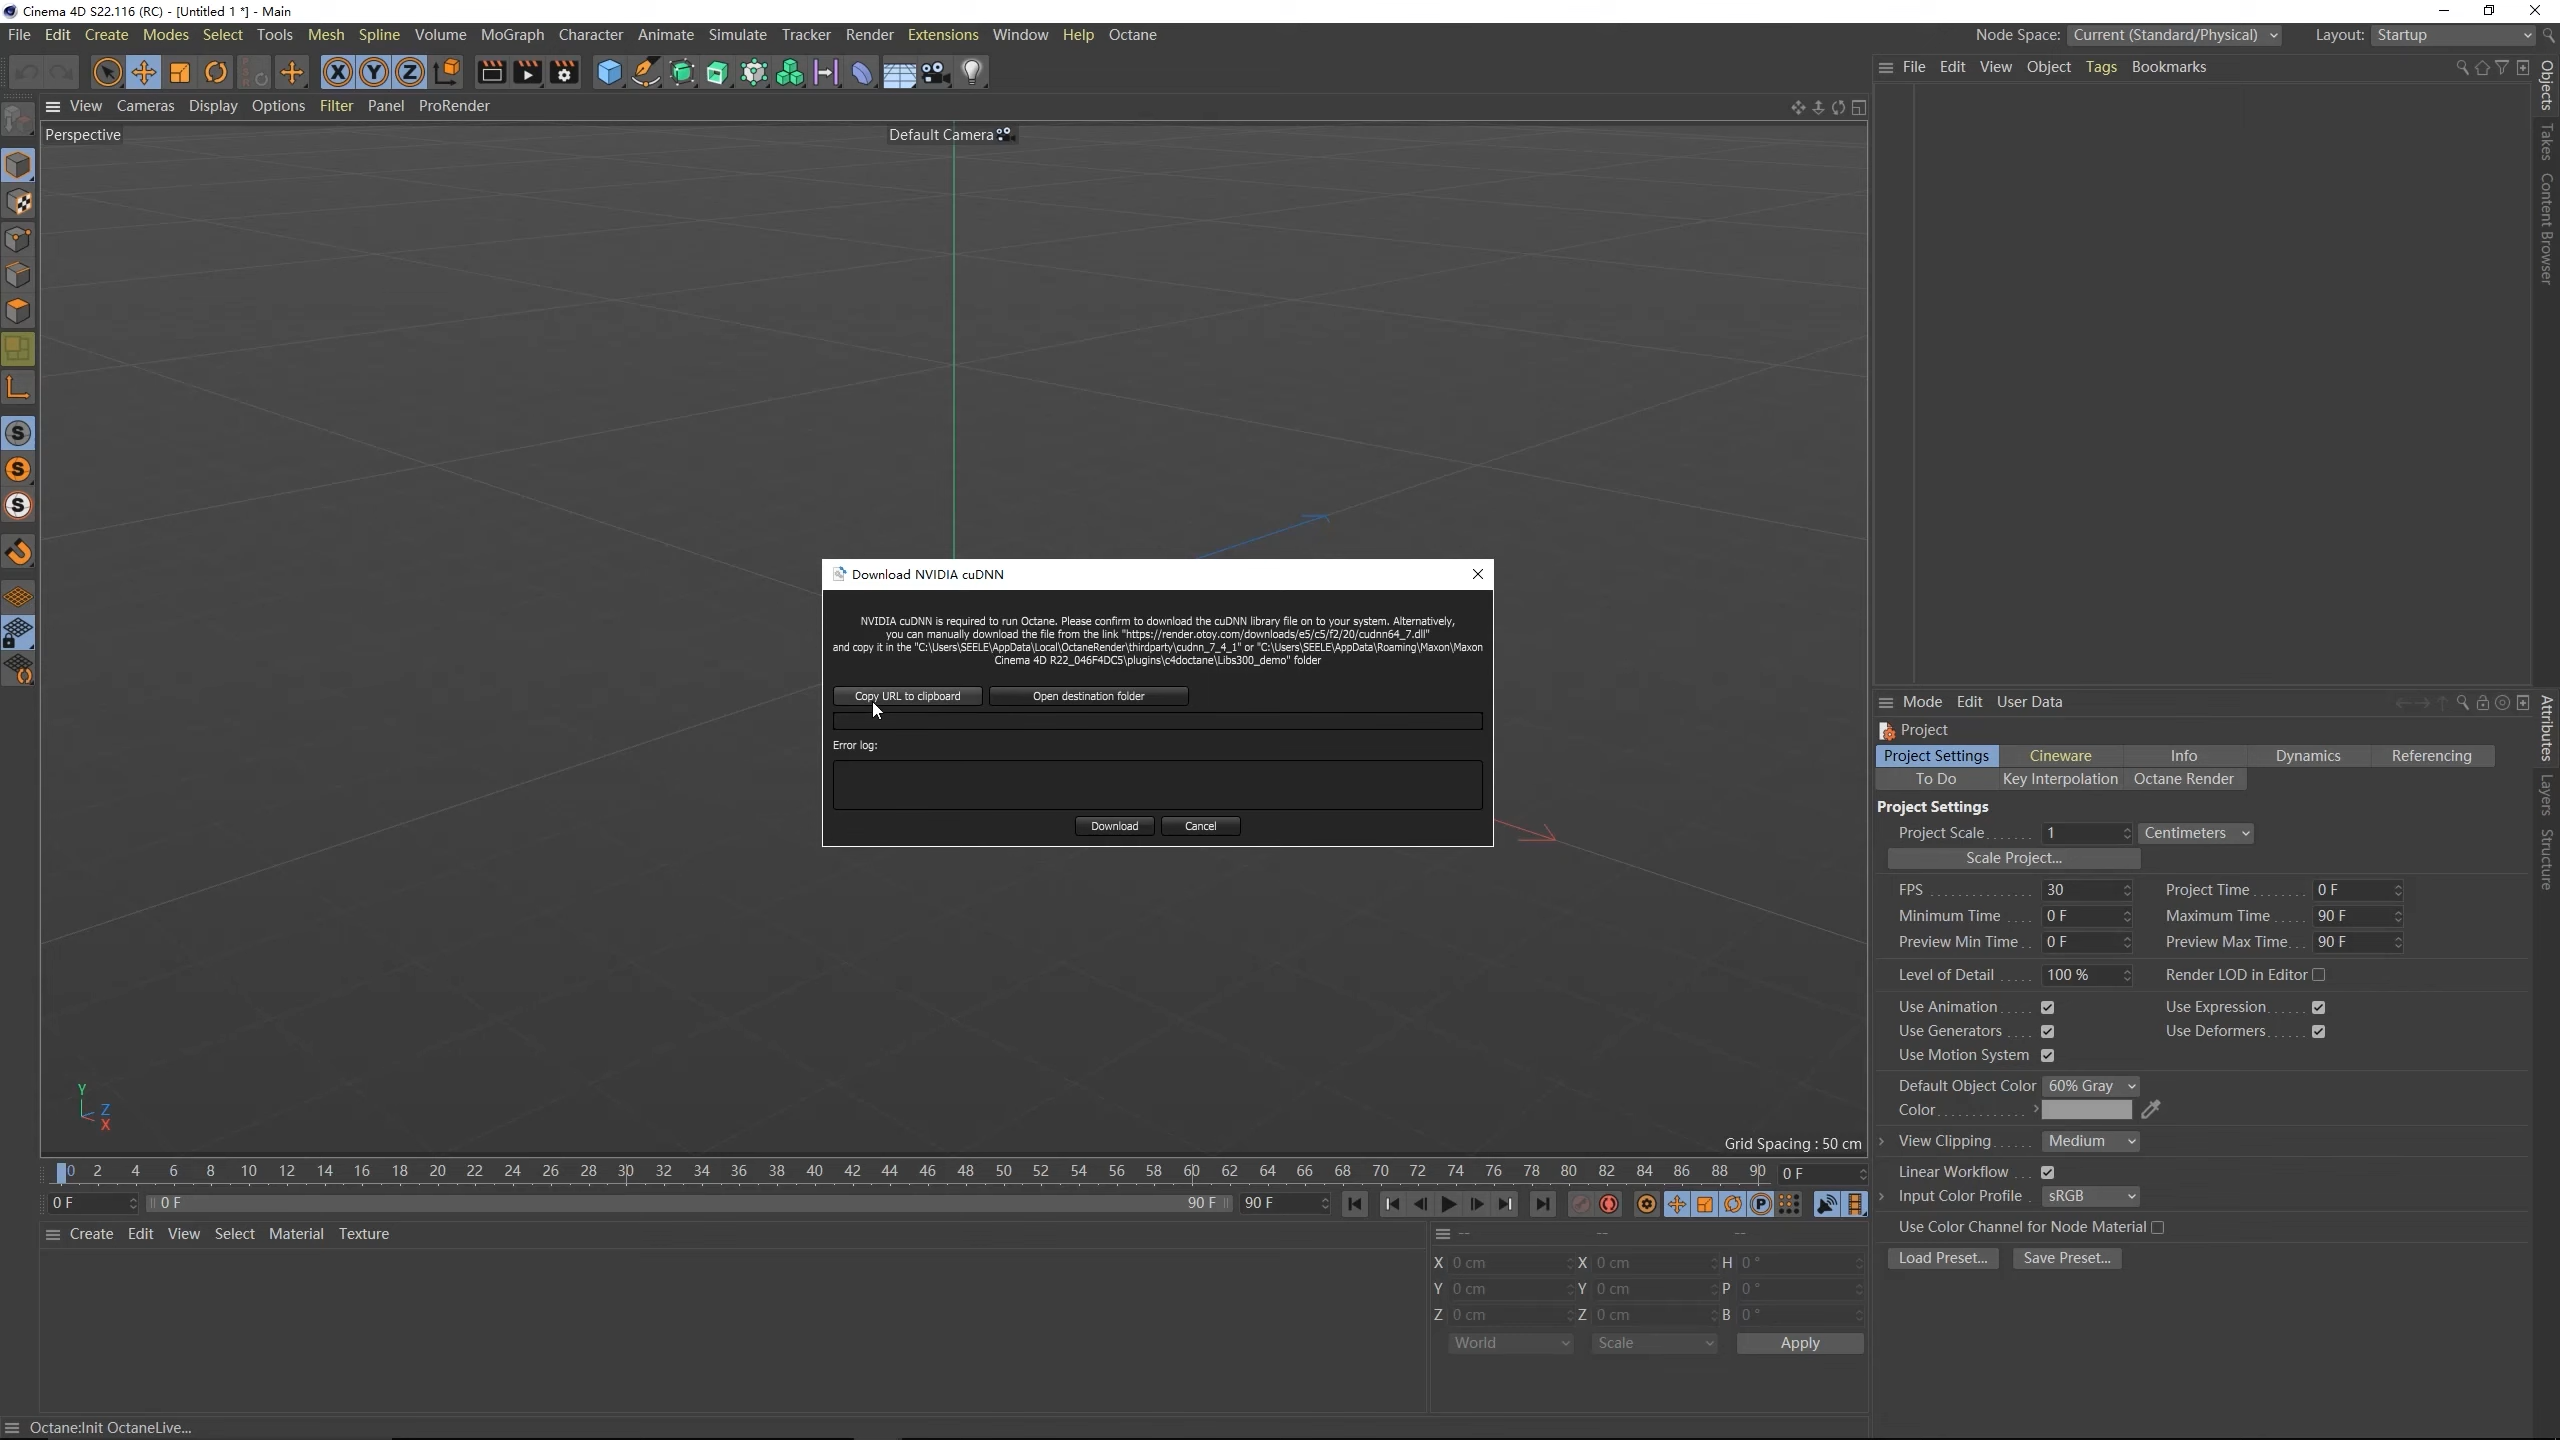 Cinema 4D S22.116 (RC) - [Untitled 1 *] - Main
File Edit Create Modes Select Tools Mesh Spline Volume MoGraph Character Animate Simulate Tracker Render Extensions Window Help Octane
Node Space: Current (Standard/Physical) Layout: Startup
File Edit View Object Tags Bookmarks
View Cameras Display Options Filter Panel ProRender
Perspective
Default Camera
Objects
Takes
Content Browser
Download NVIDIA cuDNN
NVIDIA cuDNN is required to run Octane. Please confirm to download the cuDNN library file on to your system. Alternatively,
you can manually download the file from the link "https://render.otoy.com/downloads/e5/c5/f2/20/cudnn64_7.dll"
and copy it in the "C:\Users\SEELE\AppData\Local\OctaneRender\thirdparty\cudnn_7_4_1" or "C:\Users\SEELE\AppData\Roaming\Maxon\Maxon
Cinema 4D R22_046F4DC5\plugins\c4doctane\Libs300_demo" folder
Copy URL to clipboard Open destination folder
Error log:
Download Cancel
Y
Z
X
Grid Spacing : 50 cm
Mode Edit User Data
Project
Project Settings Cineware Info Dynamics Referencing
To Do Key Interpolation Octane Render
Project Settings
Project Scale 1 Centimeters
Scale Project...
FPS 30 Project Time 0 F
Minimum Time 0 F Maximum Time 90 F
Preview Min Time 0 F Preview Max Time 90 F
Level of Detail 100 % Render LOD in Editor
Use Animation Use Expression
Use Generators Use Deformers
Use Motion System
Default Object Color 60% Gray
Color
View Clipping Medium
Linear Workflow
Input Color Profile sRGB
Use Color Channel for Node Material
Load Preset... Save Preset...
Attributes
Layers
Structure
0 2 4 6 8 10 12 14 16 18 20 22 24 26 28 30 32 34 36 38 40 42 44 46 48 50 52 54 56 58 60 62 64 66 68 70 72 74 76 78 80 82 84 86 88 90 0 F
0 F 0 F 90 F 90 F
Create Edit View Select Material Texture
-- -- --
X 0 cm X 0 cm H 0 °
Y 0 cm Y 0 cm P 0 °
Z 0 cm Z 0 cm B 0 °
World Scale Apply
Octane:Init OctaneLive...